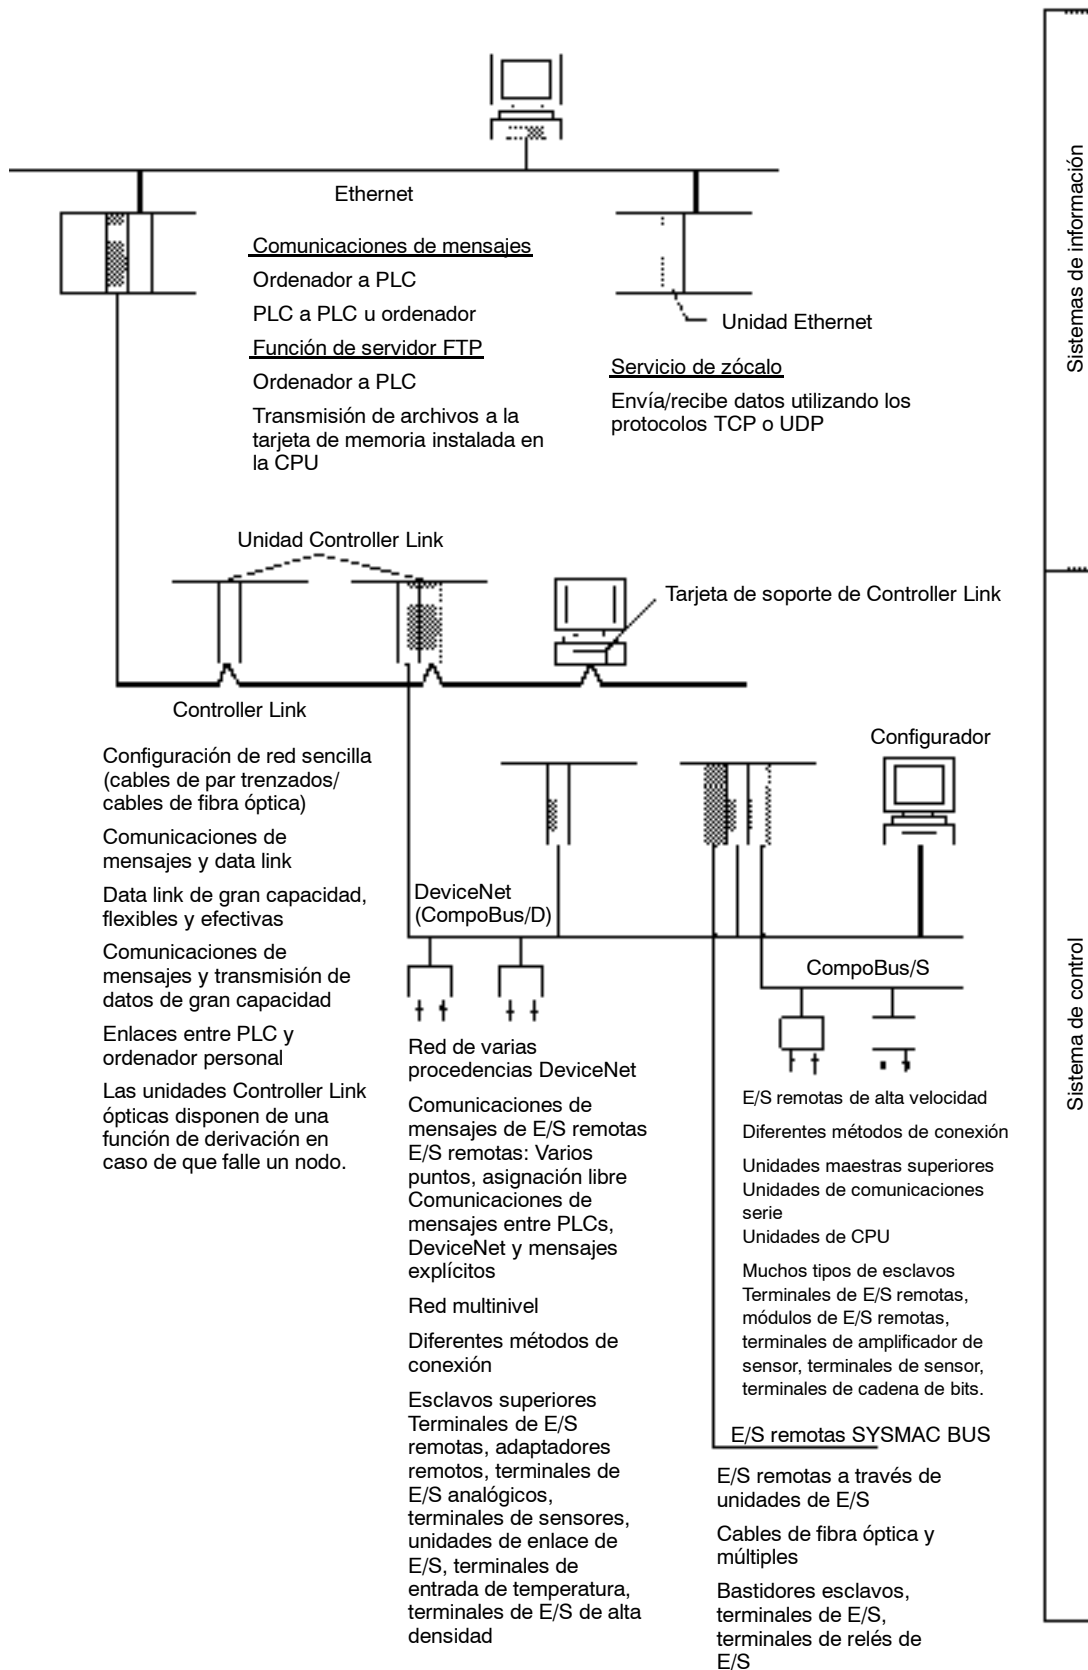 Ethernet
Comunicaciones de mensajes
Ordenador a PLC
PLC a PLC u ordenador
Función de servidor FTP
Ordenador a PLC
Transmisión de archivos a la
tarjeta de memoria instalada en
la CPU
Unidad Ethernet
Servicio de zócalo
Envía/recibe datos utilizando los
protocolos TCP o UDP
Sistemas de información
Unidad Controller Link
Tarjeta de soporte de Controller Link
Controller Link
Configuración de red sencilla
(cables de par trenzados/
cables de fibra óptica)
Comunicaciones de
mensajes y data link
Data link de gran capacidad,
flexibles y efectivas
Comunicaciones de
mensajes y transmisión de
datos de gran capacidad
Enlaces entre PLC y
ordenador personal
Las unidades Controller Link
ópticas disponen de una
función de derivación en
caso de que falle un nodo.
Configurador
DeviceNet
(CompoBus/D)
Red de varias
procedencias DeviceNet
Comunicaciones de
mensajes de E/S remotas
E/S remotas: Varios
puntos, asignación libre
Comunicaciones de
mensajes entre PLCs,
DeviceNet y mensajes
explícitos
Red multinivel
Diferentes métodos de
conexión
Esclavos superiores
Terminales de E/S
remotas, adaptadores
remotos, terminales de
E/S analógicos,
terminales de sensores,
unidades de enlace de
E/S, terminales de
entrada de temperatura,
terminales de E/S de alta
densidad
CompoBus/S
E/S remotas de alta velocidad
Diferentes métodos de conexión
Unidades maestras superiores
Unidades de comunicaciones
serie
Unidades de CPU
Muchos tipos de esclavos
Terminales de E/S remotas,
módulos de E/S remotas,
terminales de amplificador de
sensor, terminales de sensor,
terminales de cadena de bits.
E/S remotas SYSMAC BUS
E/S remotas a través de
unidades de E/S
Cables de fibra óptica y
múltiples
Bastidores esclavos,
terminales de E/S,
terminales de relés de
E/S
Sistema de control